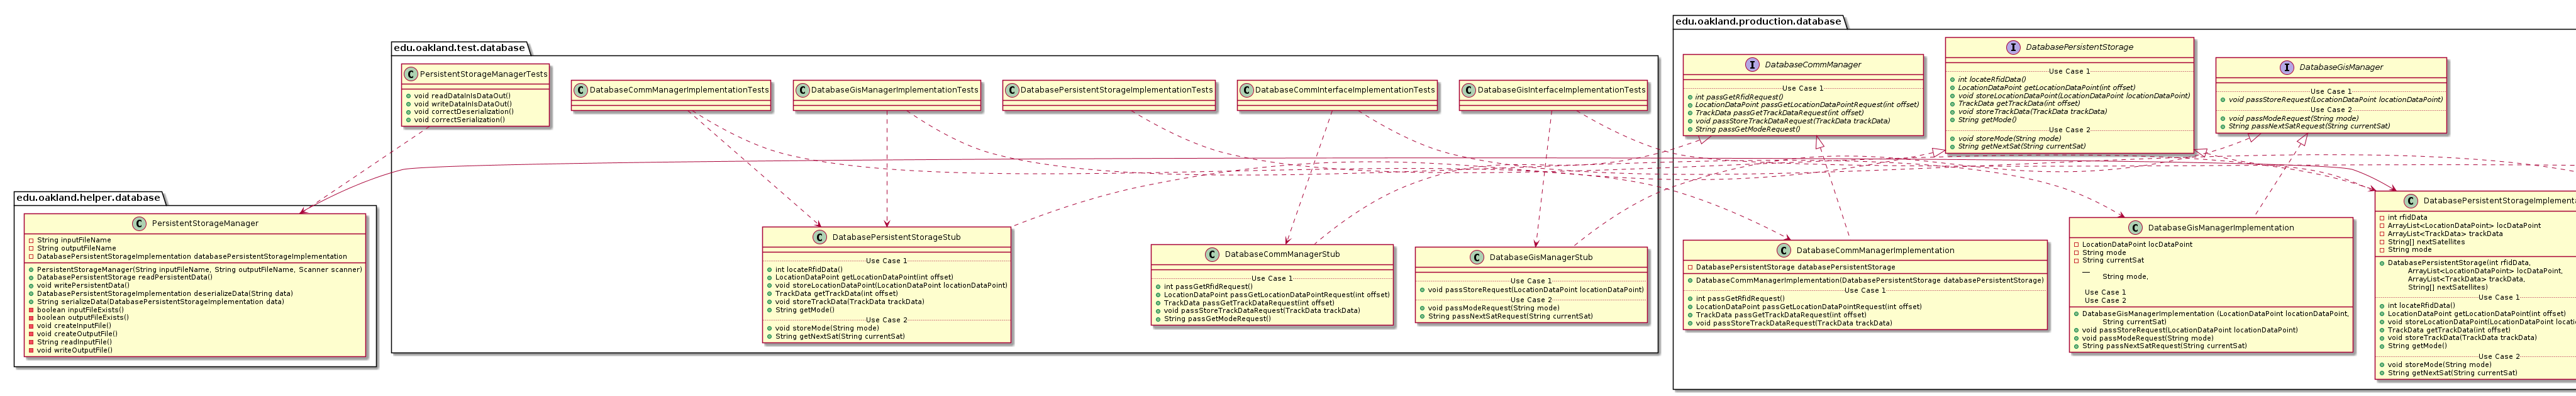 edu.oakland.helper.database
C PersistentStorageManager
String inputFileName
String outputFileName
DatabasePersistentStorageImplementation databasePersistentStorageImplementation
PersistentStorageManager(String inputFileName, String outputFileName, Scanner scanner)
DatabasePersistentStorage readPersistentData()
void writePersistentData()
DatabasePersistentStorageImplementation deserializeData(String data)
String serializeData(DatabasePersistentStorageImplementation data)
boolean inputFileExists()
boolean outputFileExists()
void createInputFile()
void createOutputFile()
String readInputFile()
void writeOutputFile()
edu.oakland.test.database
C PersistentStorageManagerTests
void readDataInIsDataOut()
void writeDataInIsDataOut()
void correctDeserialization()
void correctSerialization()
C DatabaseCommManagerImplementationTests
C DatabaseGisManagerImplementationTests
C DatabasePersistentStorageImplementationTests
C DatabaseCommInterfaceImplementationTests
C DatabaseGisInterfaceImplementationTests
C DatabasePersistentStorageStub
Use Case 1
int locateRfidData()
LocationDataPoint getLocationDataPoint(int offset)
void storeLocationDataPoint(LocationDataPoint locationDataPoint)
TrackData getTrackData(int offset)
void storeTrackData(TrackData trackData)
String getMode()
Use Case 2
void storeMode(String mode)
String getNextSat(String currentSat)
C DatabaseCommManagerStub
Use Case 1
int passGetRfidRequest()
LocationDataPoint passGetLocationDataPointRequest(int offset)
TrackData passGetTrackDataRequest(int offset)
void passStoreTrackDataRequest(TrackData trackData)
String passGetModeRequest()
C DatabaseGisManagerStub
Use Case 1
void passStoreRequest(LocationDataPoint locationDataPoint)
Use Case 2
void passModeRequest(String mode)
String passNextSatRequest(String currentSat)
edu.oakland.production.database
I DatabaseCommManager
Use Case 1
int passGetRfidRequest()
LocationDataPoint passGetLocationDataPointRequest(int offset)
TrackData passGetTrackDataRequest(int offset)
void passStoreTrackDataRequest(TrackData trackData)
String passGetModeRequest()
I DatabasePersistentStorage
Use Case 1
int locateRfidData()
LocationDataPoint getLocationDataPoint(int offset)
void storeLocationDataPoint(LocationDataPoint locationDataPoint)
TrackData getTrackData(int offset)
void storeTrackData(TrackData trackData)
String getMode()
Use Case 2
void storeMode(String mode)
String getNextSat(String currentSat)
I DatabaseGisManager
Use Case 1
void passStoreRequest(LocationDataPoint locationDataPoint)
Use Case 2
void passModeRequest(String mode)
String passNextSatRequest(String currentSat)
C DatabaseCommManagerImplementation
DatabasePersistentStorage databasePersistentStorage
DatabaseCommManagerImplementation(DatabasePersistentStorage databasePersistentStorage)
Use Case 1
int passGetRfidRequest()
LocationDataPoint passGetLocationDataPointRequest(int offset)
TrackData passGetTrackDataRequest(int offset)
void passStoreTrackDataRequest(TrackData trackData)
C DatabaseGisManagerImplementation
LocationDataPoint locDataPoint
String mode
String currentSat
__
String mode,
Use Case 1
Use Case 2
DatabaseGisManagerImplementation (LocationDataPoint locationDataPoint,
String currentSat)
void passStoreRequest(LocationDataPoint locationDataPoint)
void passModeRequest(String mode)
String passNextSatRequest(String currentSat)
C DatabasePersistentStorageImplementa
int rfidData
ArrayList<LocationDataPoint> locDataPoint
ArrayList<TrackData> trackData
String[] nextSatellites
String mode
DatabasePersistentStorage(int rfidData,
ArrayList<LocationDataPoint> locDataPoint,
ArrayList<TrackData> trackData,
String[] nextSatellites)
Use Case 1
int locateRfidData()
LocationDataPoint getLocationDataPoint(int offset)
void storeLocationDataPoint(LocationDataPoint locatio
TrackData getTrackData(int offset)
void storeTrackData(TrackData trackData)
String getMode()
Use Case 2
void storeMode(String mode)
String getNextSat(String currentSat)